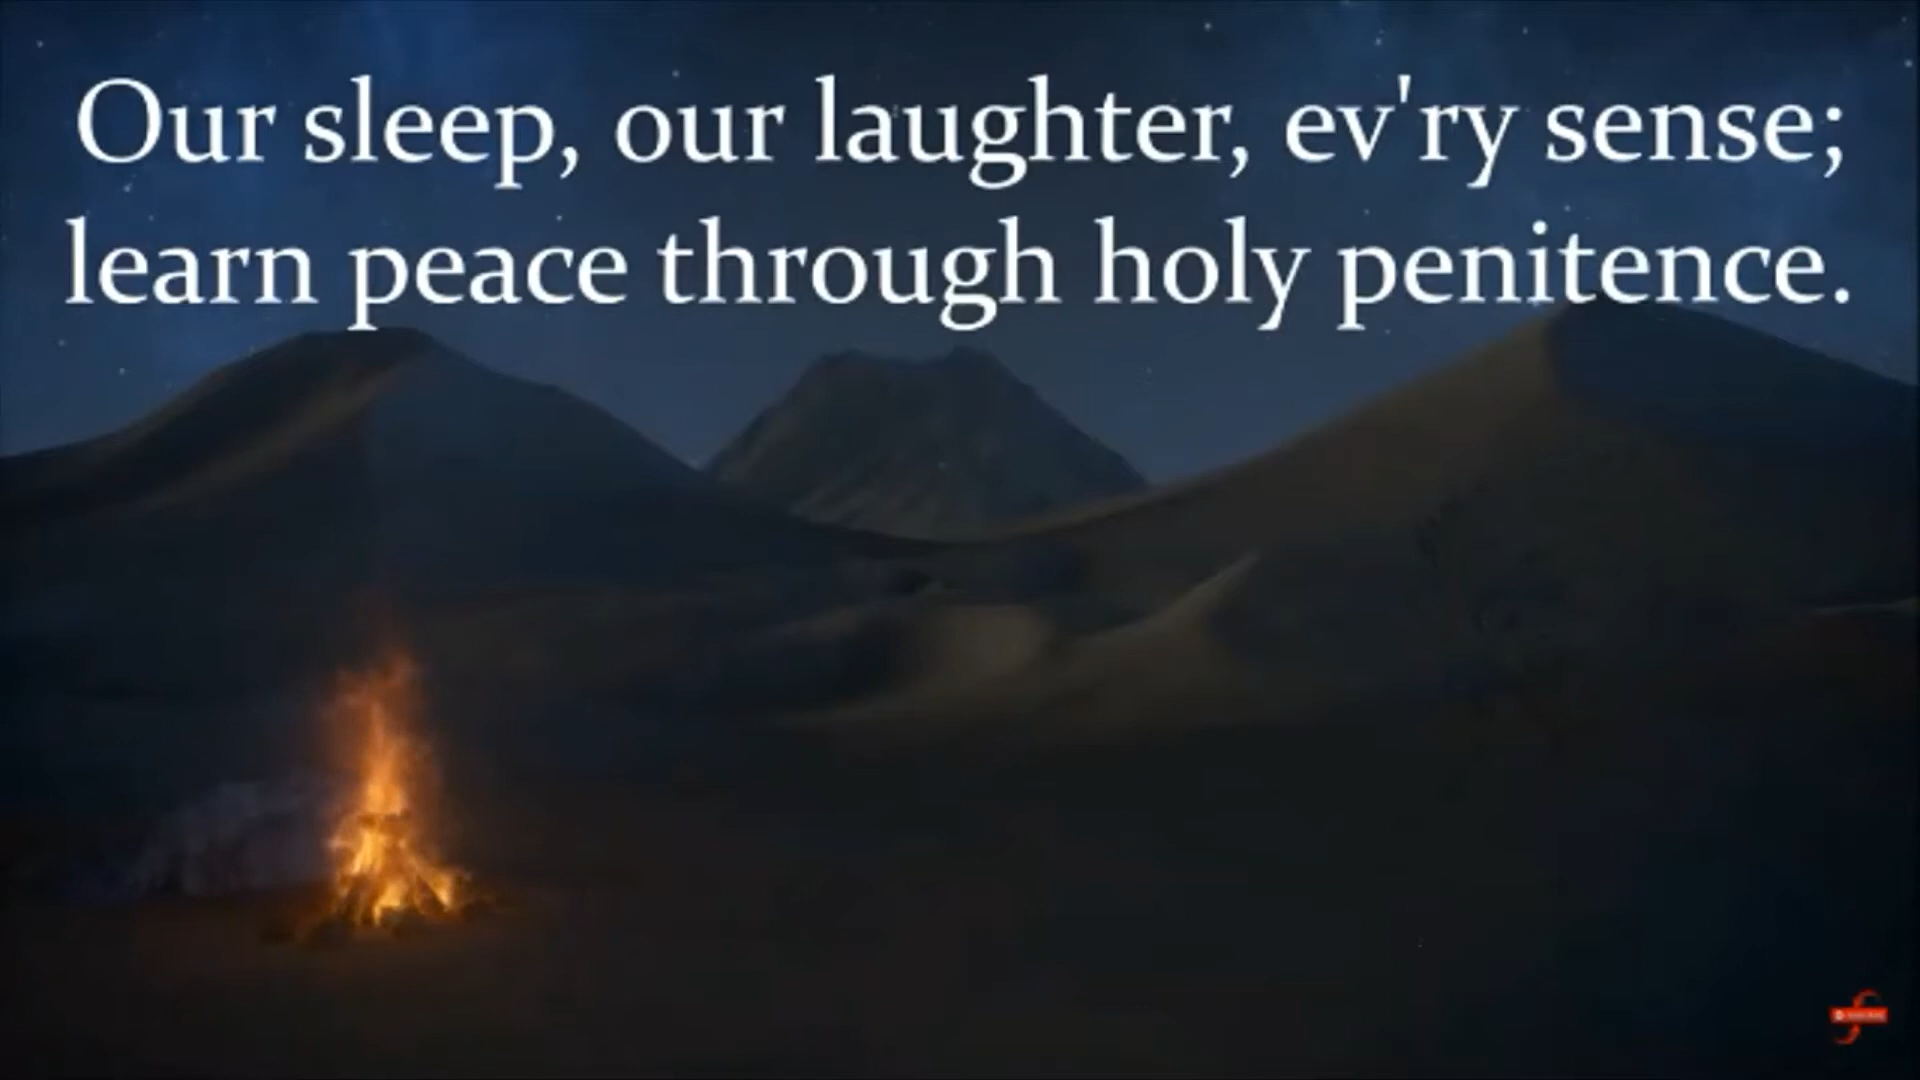 Our sleep, our laughter, ev'ry sense;
learn peace through holy penitence.